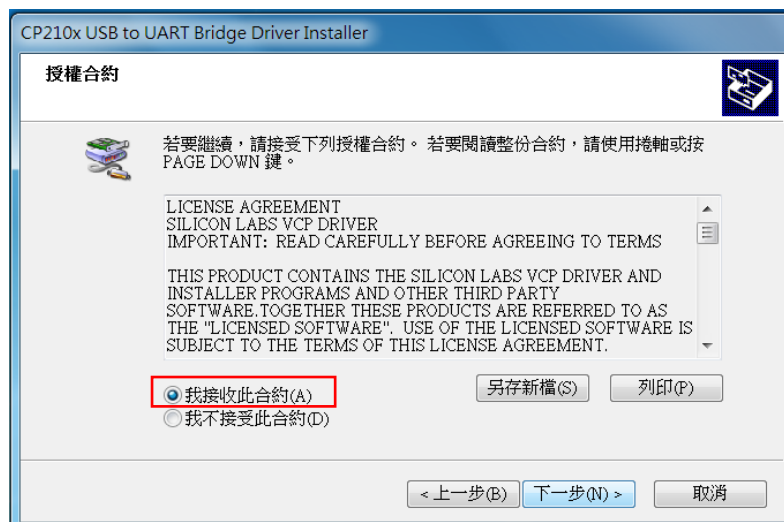 CP210x USB to UART Bridge Driver Installer
授權合約
若要繼續，請接受下列授權合約。 若要閱讀整份合約，請使用捲軸或按
PAGE DOWN 鍵。
LICENSE AGREEMENT
SILICON LABS VCP DRIVER
IMPORTANT: READ CAREFULLY BEFORE AGREEING TO TERMS
THIS PRODUCT CONTAINS THE SILICON LABS VCP DRIVER AND
INSTALLER PROGRAMS AND OTHER THIRD PARTY
SOFTWARE.TOGETHER THESE PRODUCTS ARE REFERRED TO AS
THE "LICENSED SOFTWARE". USE OF THE LICENSED SOFTWARE IS
SUBJECT TO THE TERMS OF THIS LICENSE AGREEMENT.
我接收此合約(A)
另存新檔(S)
列印(P)
我不接受此合約(D)
<上一步(B)
下一步(N) >
取消